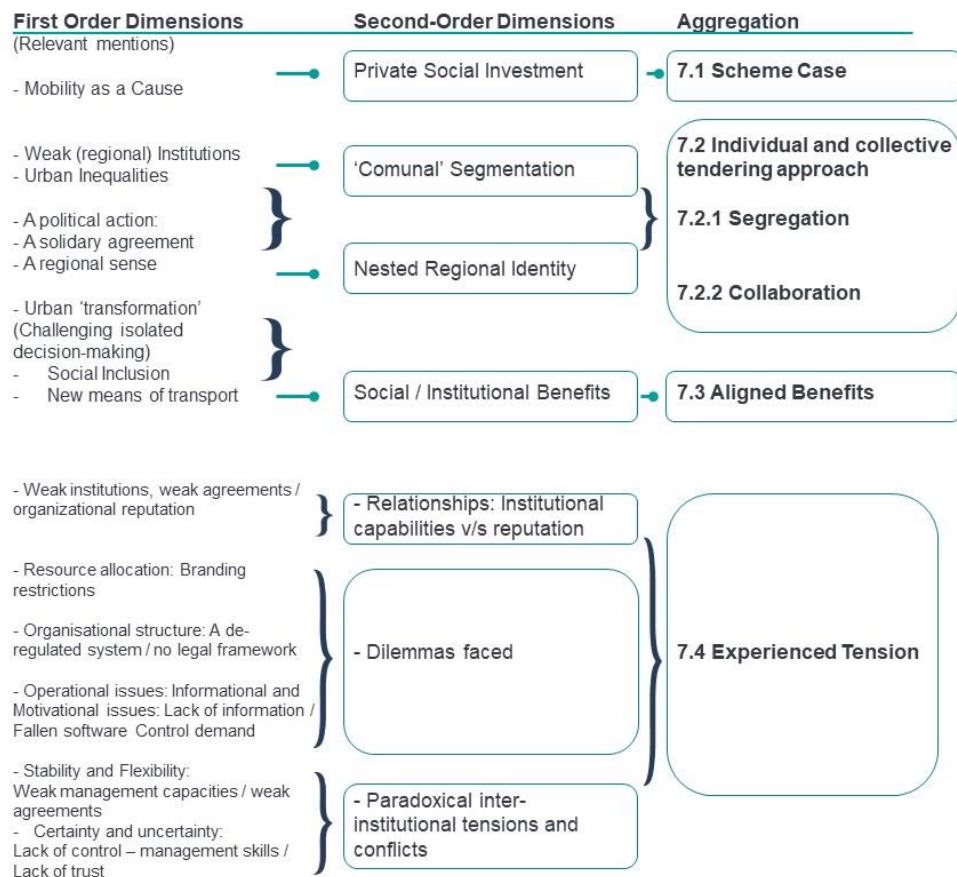 First Order Dimensions
Second-Order Dimensions
Aggregation
(Relevant mentions)
- Mobility as a Cause
Private Social Investment
7.1 Scheme Case
- Weak (regional) Institutions
- Urban Inequalities
- A political action:
- A solidary agreement
- A regional sense
‘Comunal’ Segmentation
Nested Regional Identity
7.2 Individual and collective
tendering approach
7.2.1 Segregation
7.2.2 Collaboration
- Urban ‘transformation’
(Challenging isolated
decision-making)
- Social Inclusion
- New means of transport
Social / Institutional Benefits
7.3 Aligned Benefits
- Weak institutions, weak agreements /
organizational reputation
- Relationships: Institutional
capabilities v/s reputation
- Resource allocation: Branding
restrictions
- Organisational structure: A de-
regulated system / no legal framework
- Operational issues: Informational and
Motivational issues: Lack of information /
Fallen software Control demand
- Dilemmas faced
7.4 Experienced Tension
- Stability and Flexibility:
Weak management capacities / weak
agreements
- Certainty and uncertainty:
Lack of control – management skills /
Lack of trust
- Paradoxical inter-
institutional tensions and
conflicts